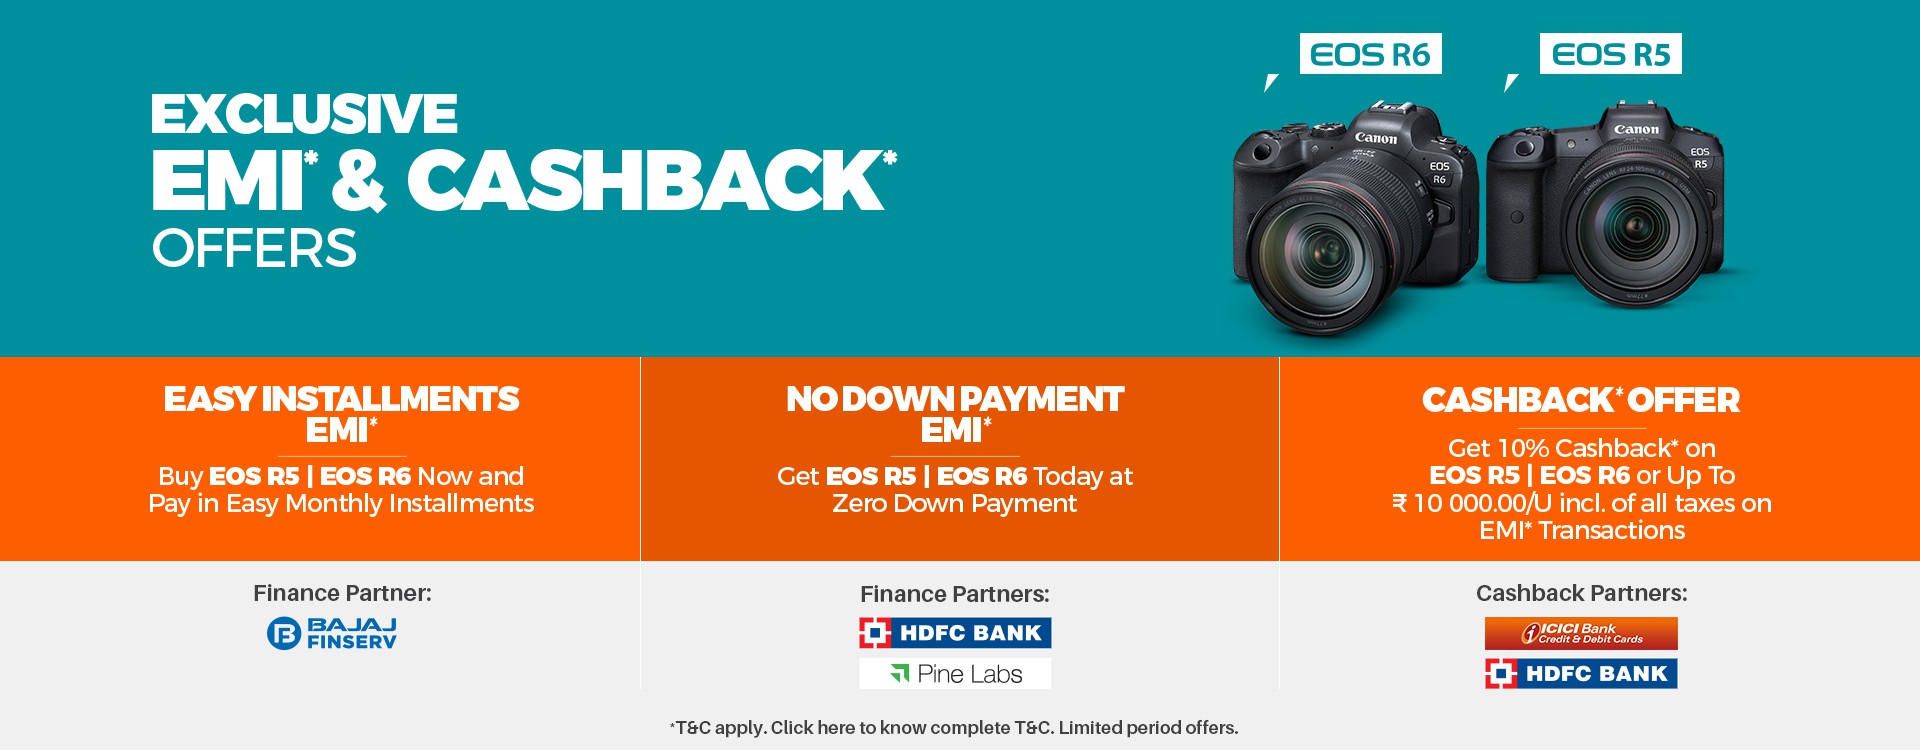 EOS R6
EOS R5
EXCLUSIVE
EMI* & CASHBACK*
OFFERS
Canon
EOS
R6
Canon
EOS
R5
EASY INSTALLMENTS
EMI*
Buy EOS R5 | EOS R6 Now and
Pay in Easy Monthly Installments
NO DOWN PAYMENT
EMI*
Get EOS R5 | EOS R6 Today at
Zero Down Payment
CASHBACK* OFFER
Get 10% Cashback* on
EOS R5 | EOS R6 or Up To
₹ 10 000.00/U incl. of all taxes on
EMI* Transactions
Finance Partner:
BAJAJ
FINSERV
Finance Partners:
HDFC BANK
Pine Labs
Cashback Partners:
ICICI Bank
Credit & Debit Cards
HDFC BANK
*T&C apply. Click here to know complete T&C. Limited period offers.